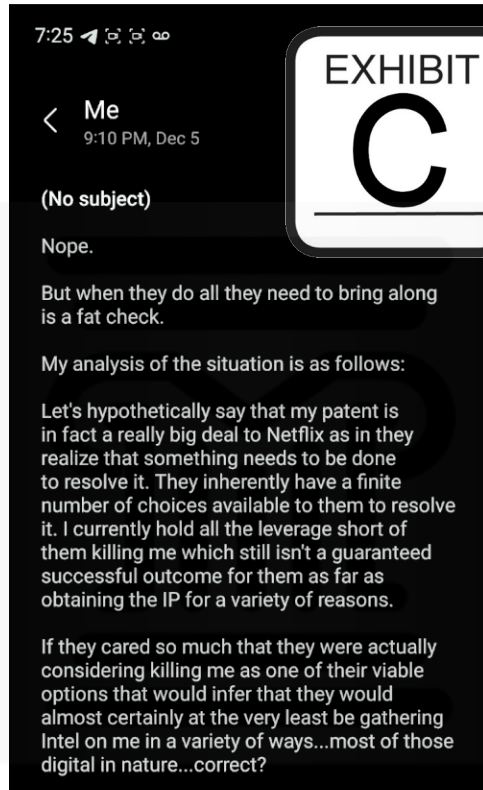 7:25
EXHIBIT
C
Me
9:10 PM, Dec 5
(No subject)
Nope.
But when they do all they need to bring along
is a fat check.
My analysis of the situation is as follows:
Let's hypothetically say that my patent is
in fact a really big deal to Netflix as in they
realize that something needs to be done
to resolve it. They inherently have a finite
number of choices available to them to resolve
it. I currently hold all the leverage short of
them killing me which still isn't a guaranteed
successful outcome for them as far as
obtaining the IP for a variety of reasons.
If they cared so much that they were actually
considering killing me as one of their viable
options that would infer that they would
almost certainly at the very least be gathering
Intel on me in a variety of ways...most of those
digital in nature...correct?